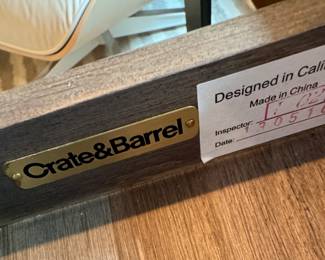 Crate&Barrel
Designed in Cali
Made in China
Inspector:
Date: